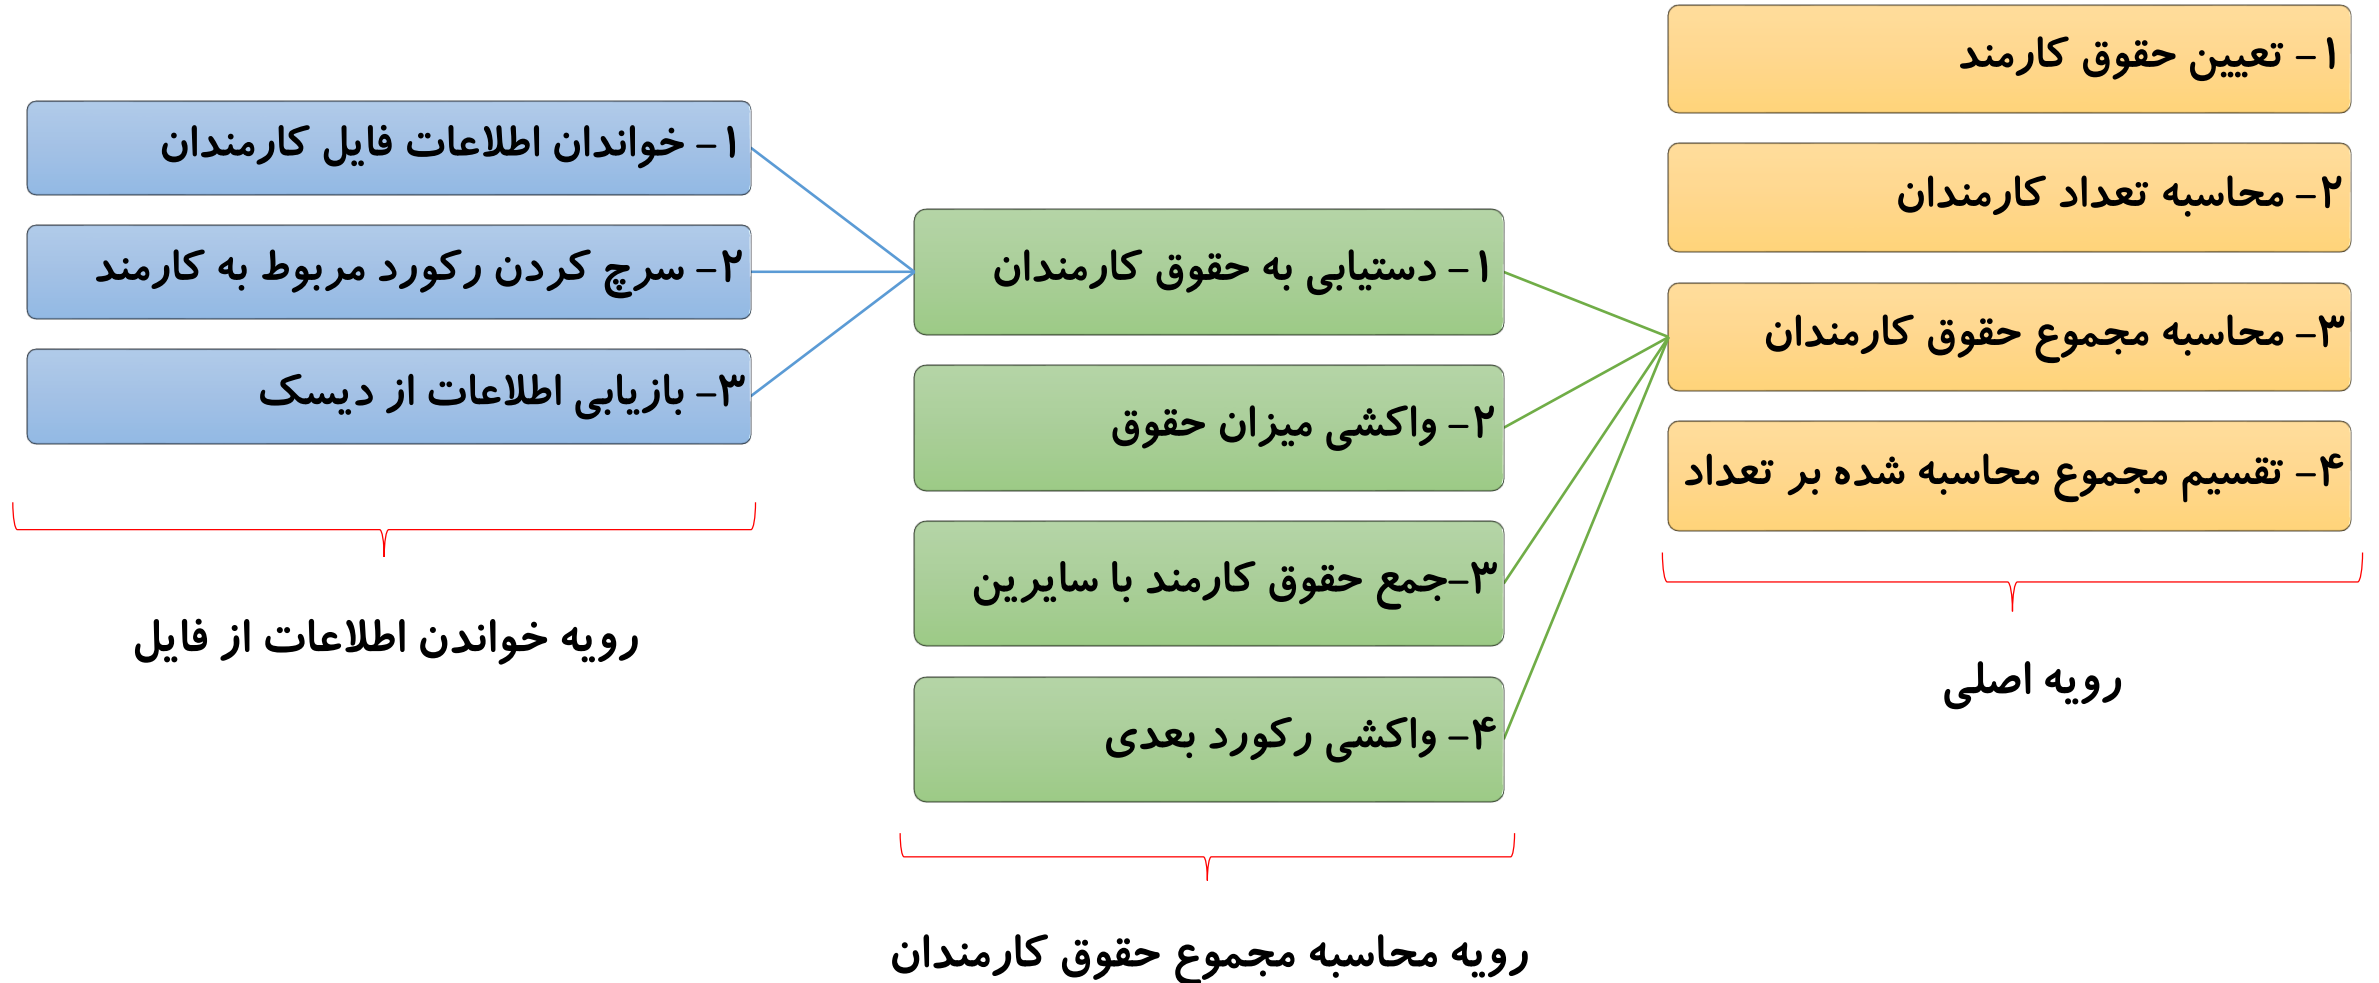 ۱- تعیین حقوق کارمند
۲- محاسبه تعداد کارمندان
۳- محاسبه مجموع حقوق کارمندان
۴- تقسیم مجموع محاسبه شده بر تعداد
رویه اصلی
۱- دستیابی به حقوق کارمندان
۲- واکشی میزان حقوق
۳-جمع حقوق کارمند با سایرین
۴- واکشی رکورد بعدی
رویه محاسبه مجموع حقوق کارمندان
۱- خواندان اطلاعات فایل کارمندان
۲- سرچ کردن رکورد مربوط به کارمند
۳- بازیابی اطلاعات از دیسک
رویه خواندن اطلاعات از فایل